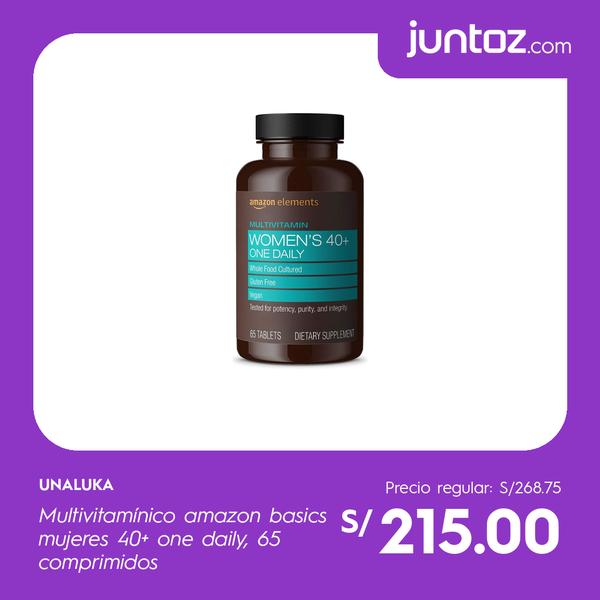 juntoz.com
amazon elements
MULTIVITAMIN
WOMEN'S 40+
ONE DAILY
Whole Food Cultured
Gluten Free
Vegan
Tested for potency, purity, and integrity.
65 TABLETS DIETARY SUPPLEMENT
UNALUKA
Multivitamínico amazon basics
mujeres 40+ one daily, 65
comprimidos
Precio regular: S/268.75
S/ 215.00